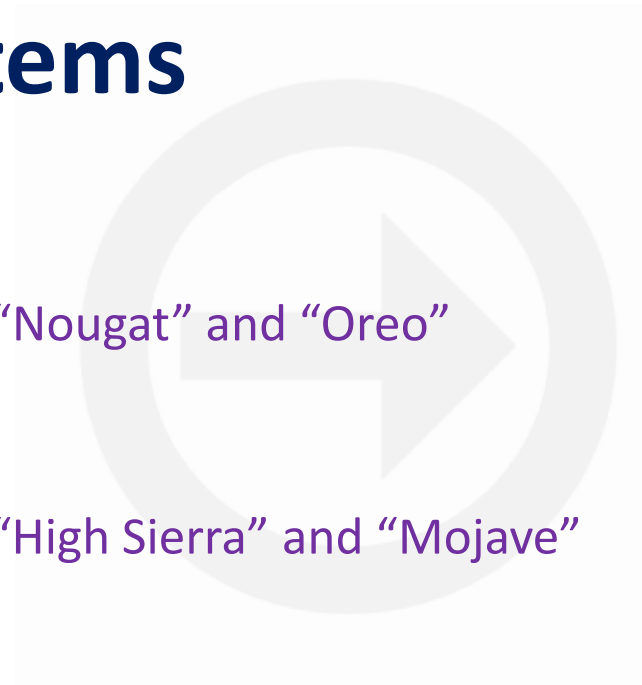 tems
“Nougat” and “Oreo”
“High Sierra” and “Mojave”